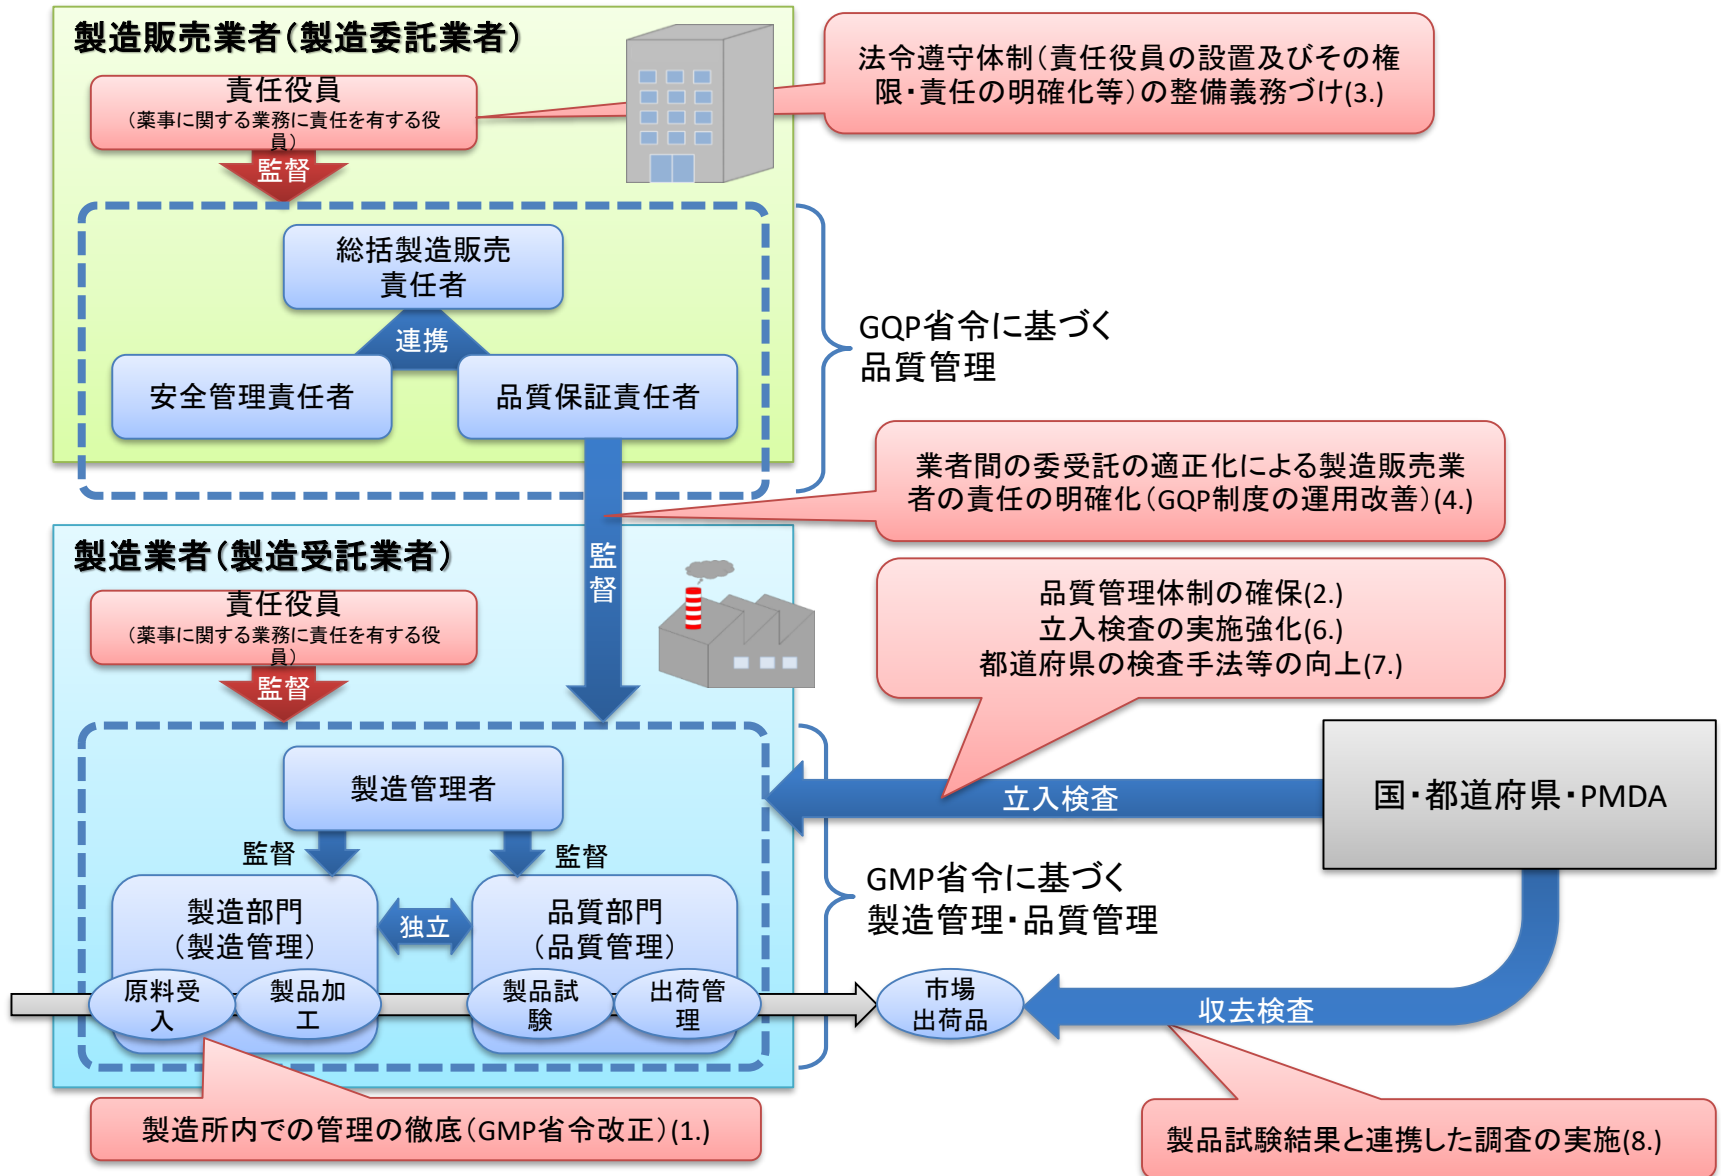 製造販売業者（製造委託業者）
責任役員
（薬事に関する業務に責任を有する役
員）
監督
法令遵守体制（責任役員の設置及びその権
限・責任の明確化等）の整備義務づけ(3.)
総括製造販売
責任者
連携
安全管理責任者
品質保証責任者
GQP省令に基づく
品質管理
業者間の委受託の適正化による製造販売業
者の責任の明確化（GQP制度の運用改善）(4.)
監督
製造業者（製造受託業者）
責任役員
（薬事に関する業務に責任を有する役
員）
監督
品質管理体制の確保(2.)
立入検査の実施強化(6.)
都道府県の検査手法等の向上(7.)
製造管理者
監督
監督
立入検査
国・都道府県・PMDA
製造部門
（製造管理）
独立
品質部門
（品質管理）
GMP省令に基づく
製造管理・品質管理
原料受
入
製品加
工
製品試
験
出荷管
理
市場
出荷品
収去検査
製造所内での管理の徹底（GMP省令改正）(1.)
製品試験結果と連携した調査の実施(8.)